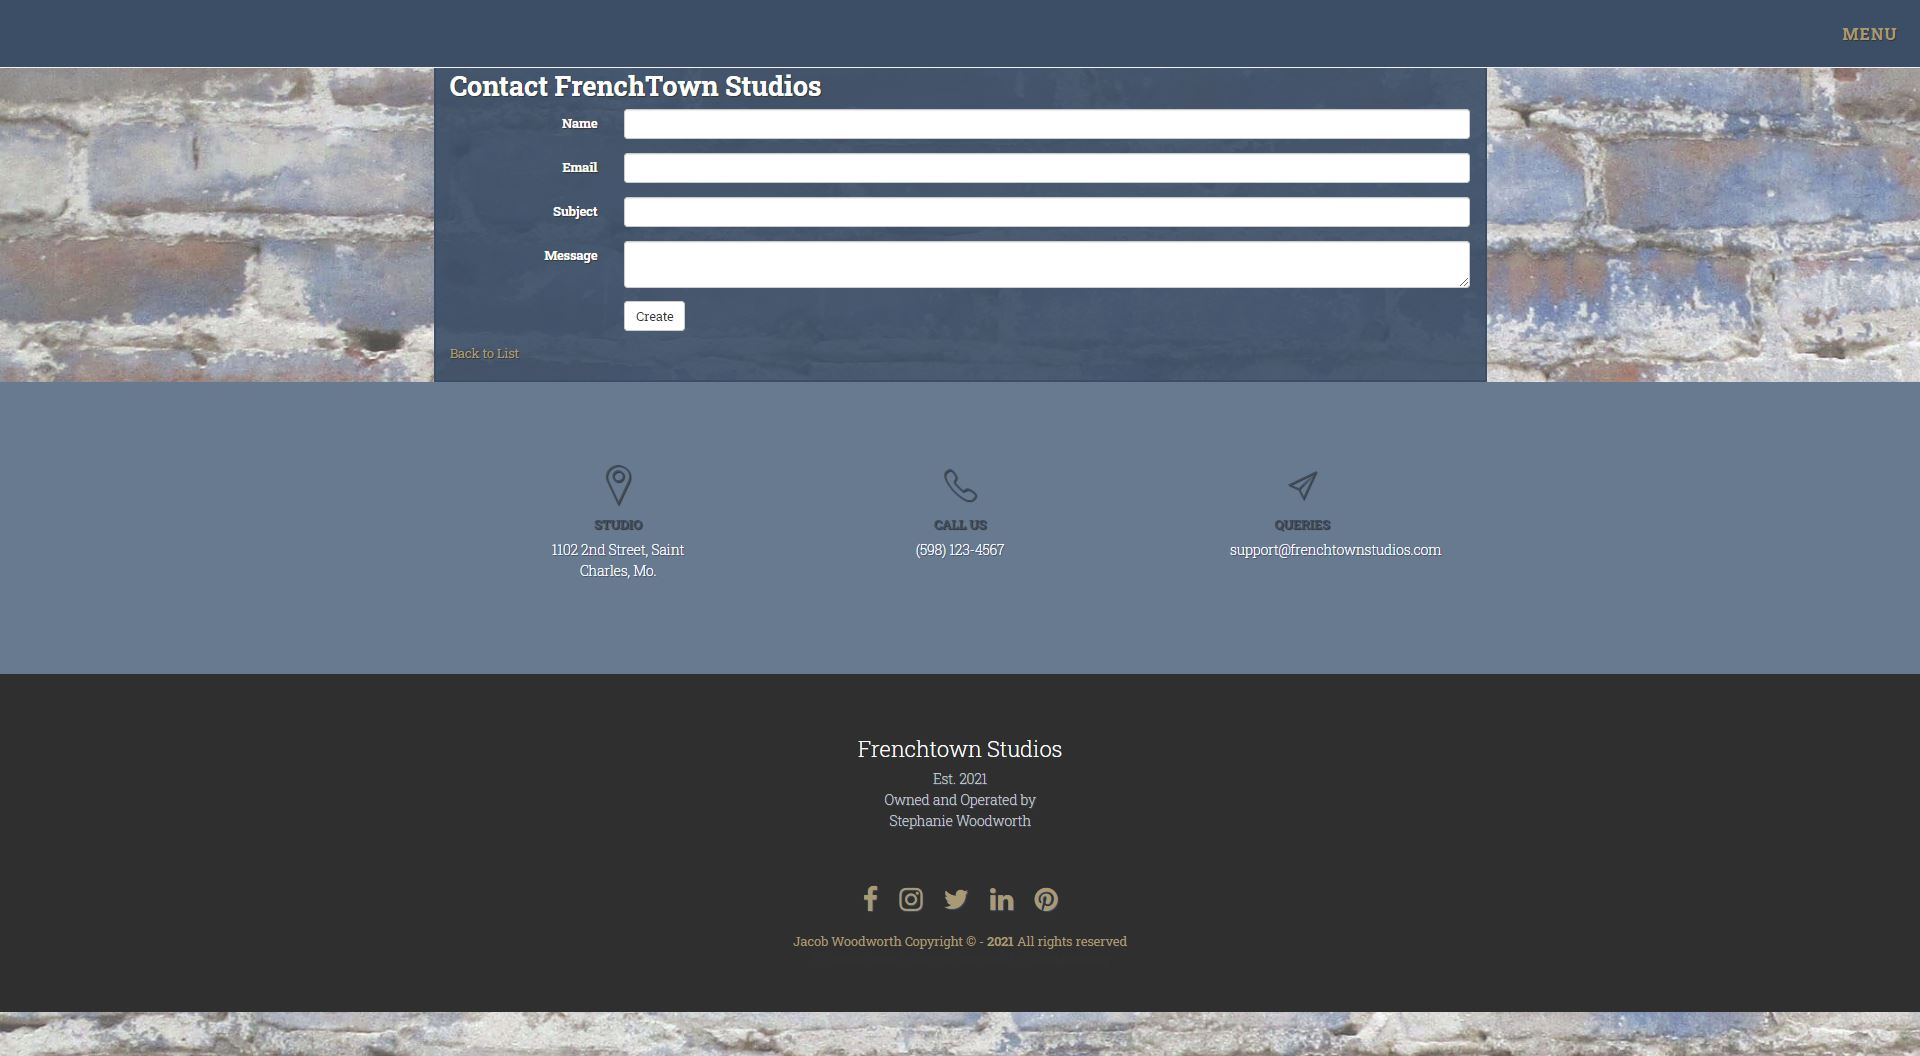 MENU
Contact FrenchTown Studios
Name
Email
Subject
Message
Create
Back to List
STUDIO
1102 2nd Street, Saint
Charles, Mo.
CALL US
(598) 123-4567
QUERIES
support@frenchtownstudios.com
Frenchtown Studios
Est. 2021
Owned and Operated by
Stephanie Woodworth
Jacob Woodworth Copyright © - 2021 All rights reserved